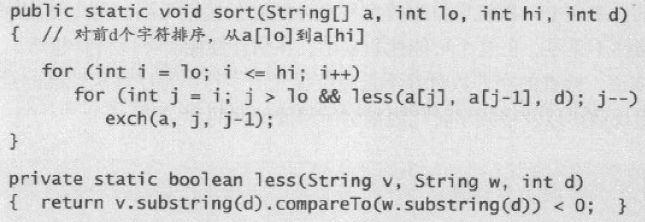 public static void sort(String[] a, int lo, int hi, int d)
{ // 对前d个字符排序，从a[lo]到a[hi]
for (int i = lo; i <= hi; i++)
for (int j = i; j > lo && less(a[j], a[j-1], d); j--)
exch(a, j, j-1);
}
private static boolean less(String v, String w, int d)
{ return v.substring(d).compareTo(w.substring(d)) < 0; }